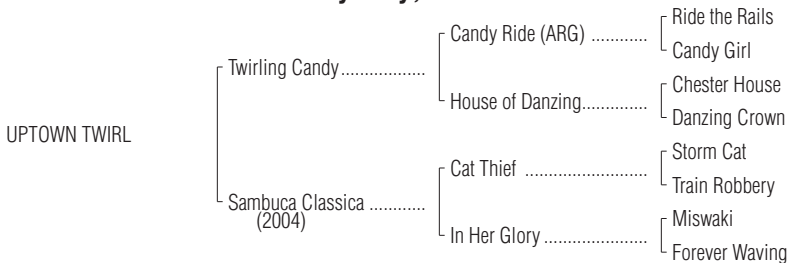 Ride the Rails
Candy Ride (ARG) ............
Candy Girl
Twirling Candy..................
Chester House
House of Danzing..............
Danzing Crown
UPTOWN TWIRL
Storm Cat
Cat Thief ........................
Train Robbery
Sambuca Classica ............
(2004)
Miswaki
In Her Glory ......................
Forever Waving